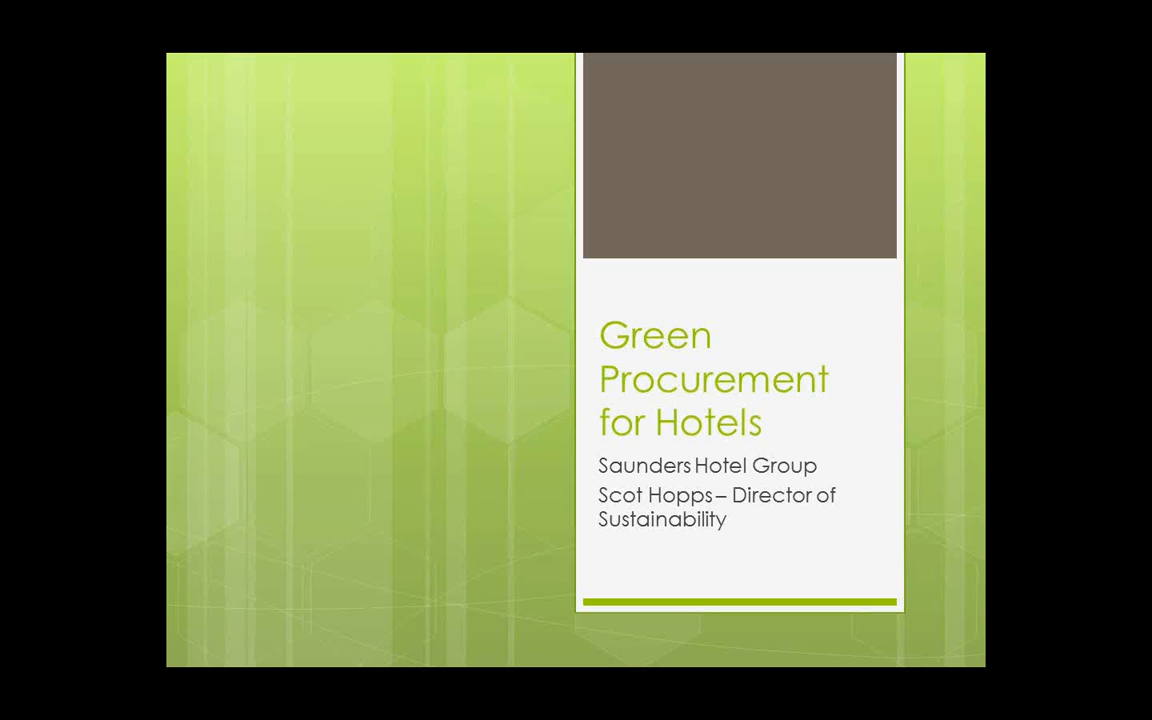 Green
Procurement
for Hotels
Saunders Hotel Group
Scot Hopps – Director of
Sustainability